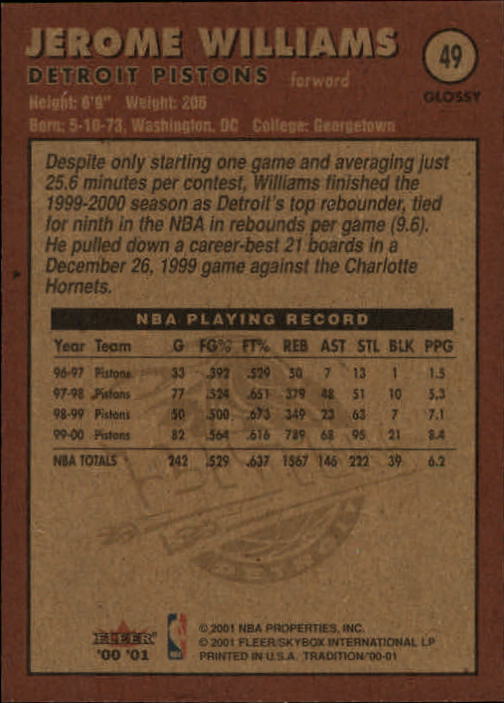 JEROME WILLIAMS
49
DETROIT PISTONS forward
GLOSSY
Height: 6'9" Weight: 206
Born: 5-10-73, Washington, DC College: Georgetown
Despite only starting one game and averaging just
25.6 minutes per contest, Williams finished the
1999-2000 season as Detroit's top rebounder, tied
for ninth in the NBA in rebounds per game (9.6).
He pulled down a career-best 21 boards in a
December 26, 1999 game against the Charlotte
Hornets.
NBA PLAYING RECORD
Year Team G FG% FT% REB AST STL BLK PPG
96-97 Pistons 33 .392 .529 50 7 13 1 1.5
97-98 Pistons 77 .524 .651 379 48 51 10 5.3
98-99 Pistons 50 .500 .673 349 23 63 7 7.1
99-00 Pistons 82 .564 .616 789 68 95 21 8.4
NBA TOTALS 242 .529 .637 1567 146 222 39 6.2
DETROIT
FLEER
'00 '01
© 2001 NBA PROPERTIES, INC.
© 2001 FLEER/SKYBOX INTERNATIONAL LP
PRINTED IN U.S.A. TRADITION'00-01